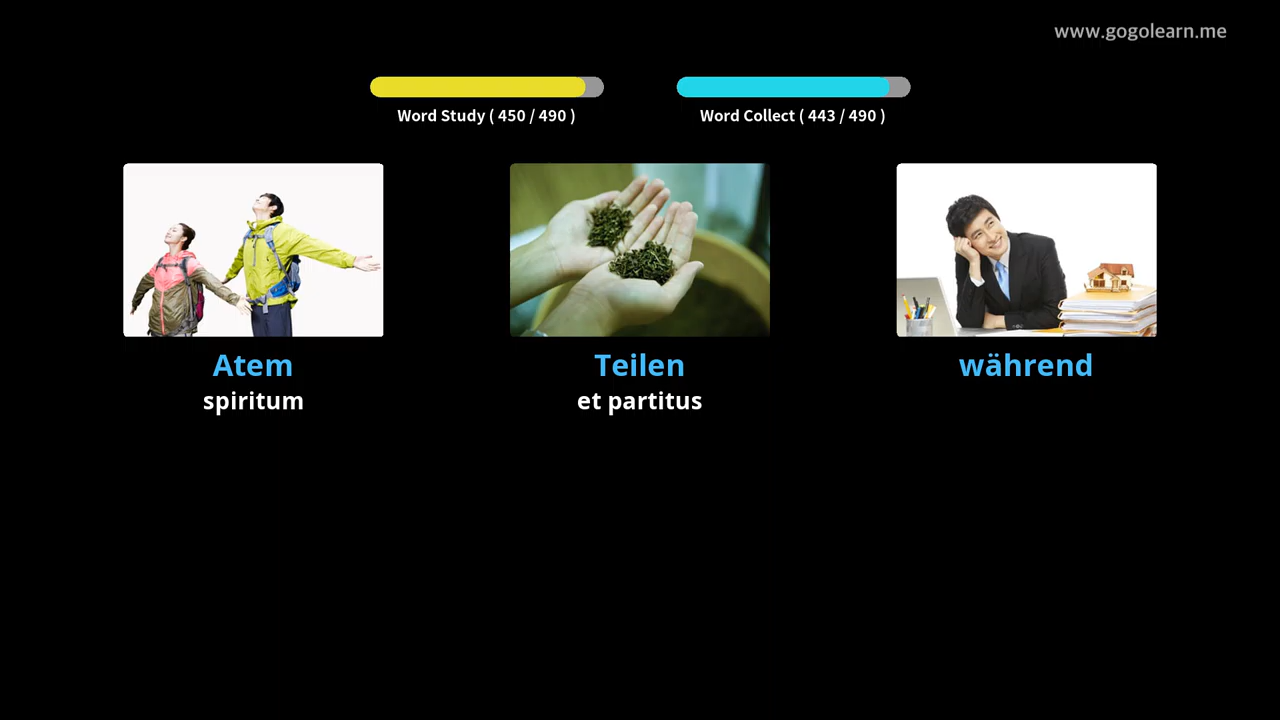 www.gogolearn.me
Word Study ( 450 / 490 )
Word Collect ( 443 / 490 )
Atem
spiritum
Teilen
et partitus
während